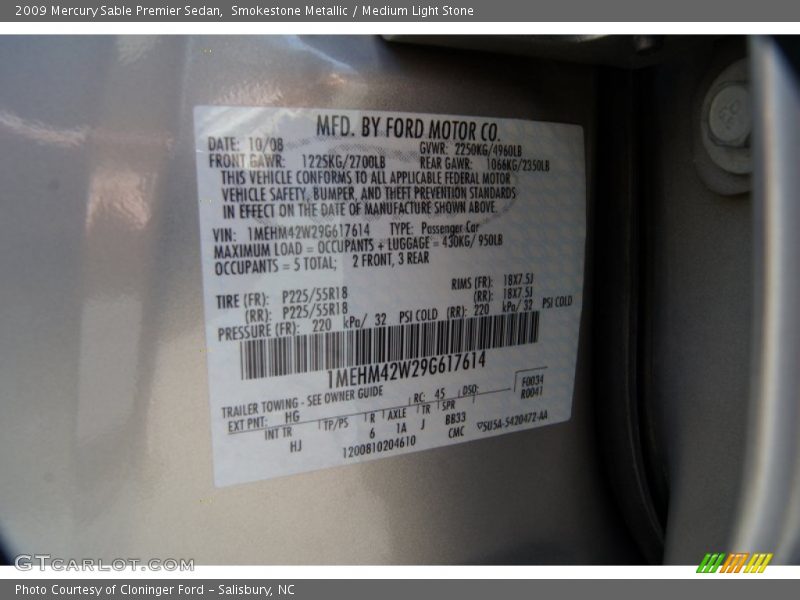 2009 Mercury Sable Premier Sedan, Smokestone Metallic / Medium Light Stone
MFD. BY FORD MOTOR CO.
DATE: 10/08 GVWR: 2250KG/4960LB
FRONT GAWR: 1225KG/2700LB REAR GAWR: 1066KG/2350LB
THIS VEHICLE CONFORMS TO ALL APPLICABLE FEDERAL MOTOR
VEHICLE SAFETY, BUMPER, AND THEFT PREVENTION STANDARDS
IN EFFECT ON THE DATE OF MANUFACTURE SHOWN ABOVE.
VIN: 1MEHM42W29G617614 TYPE: Passenger Car
MAXIMUM LOAD = OCCUPANTS + LUGGAGE = 430KG/ 950LB
OCCUPANTS = 5 TOTAL; 2 FRONT, 3 REAR
TIRE (FR): P225/55R18 RIMS (FR): 18X7.5J
(RR): P225/55R18 (RR): 18X7.5J
PRESSURE (FR): 220 kPa/ 32 PSI COLD (RR): 220 kPa/ 32 PSI COLD
1MEHM42W29G617614
TRAILER TOWING - SEE OWNER GUIDE
EXT PNT: HG RC: 45 DSO: F0034
R0041
INT TR TP/PS R AXLE TR SPR
HJ 6 1A J BB33
1200810204610 CMC ▽5U5A-5420472-AA
GTCARLOT.COM
Photo Courtesy of Cloninger Ford - Salisbury, NC